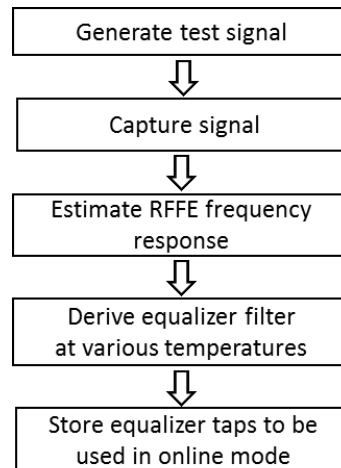 Generate test signal
Capture signal
Estimate RFFE frequency
response
Derive equalizer filter
at various temperatures
Store equalizer taps to be
used in online mode